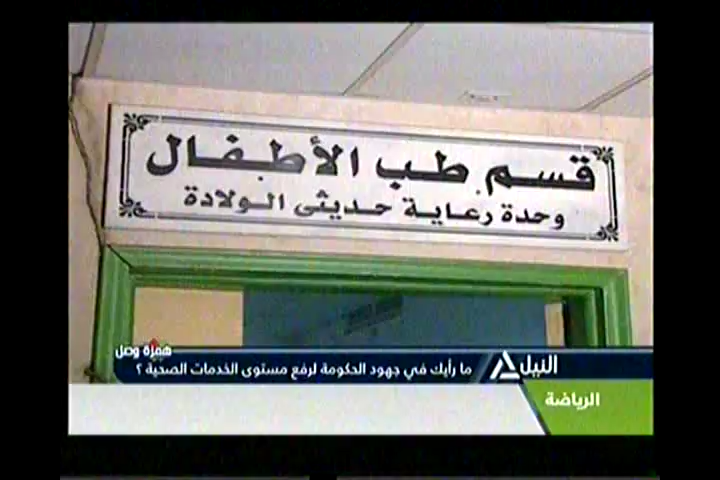 قسم طب الأطفال
وحدة رعاية حديثى الولادة
همزة وصل
النيل
ما رأيك في جهود الحكومة لرفع مستوى الخدمات الصحية ؟
الرياضة